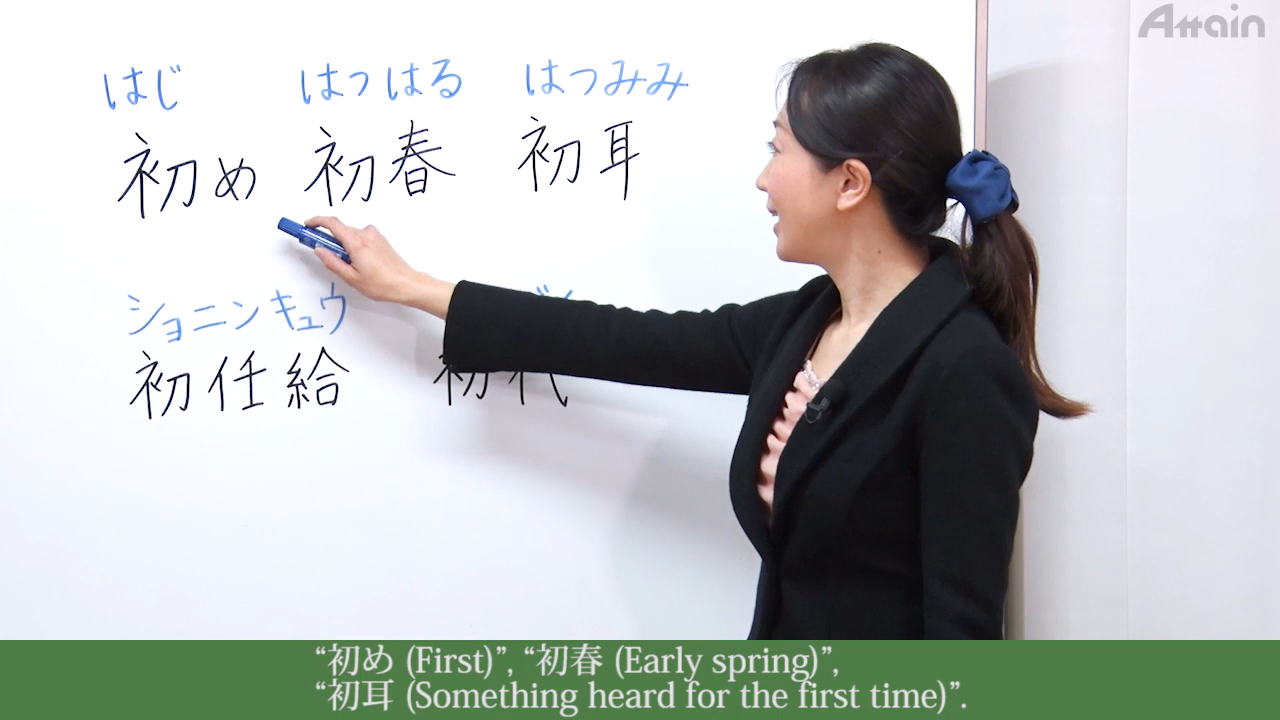 Attain
はじ はつはる はつみみ
初め 初春 初耳
ショニンキュウ
初任給 初代
“初め (First)”, “初春 (Early spring)”,
“初耳 (Something heard for the first time)”.